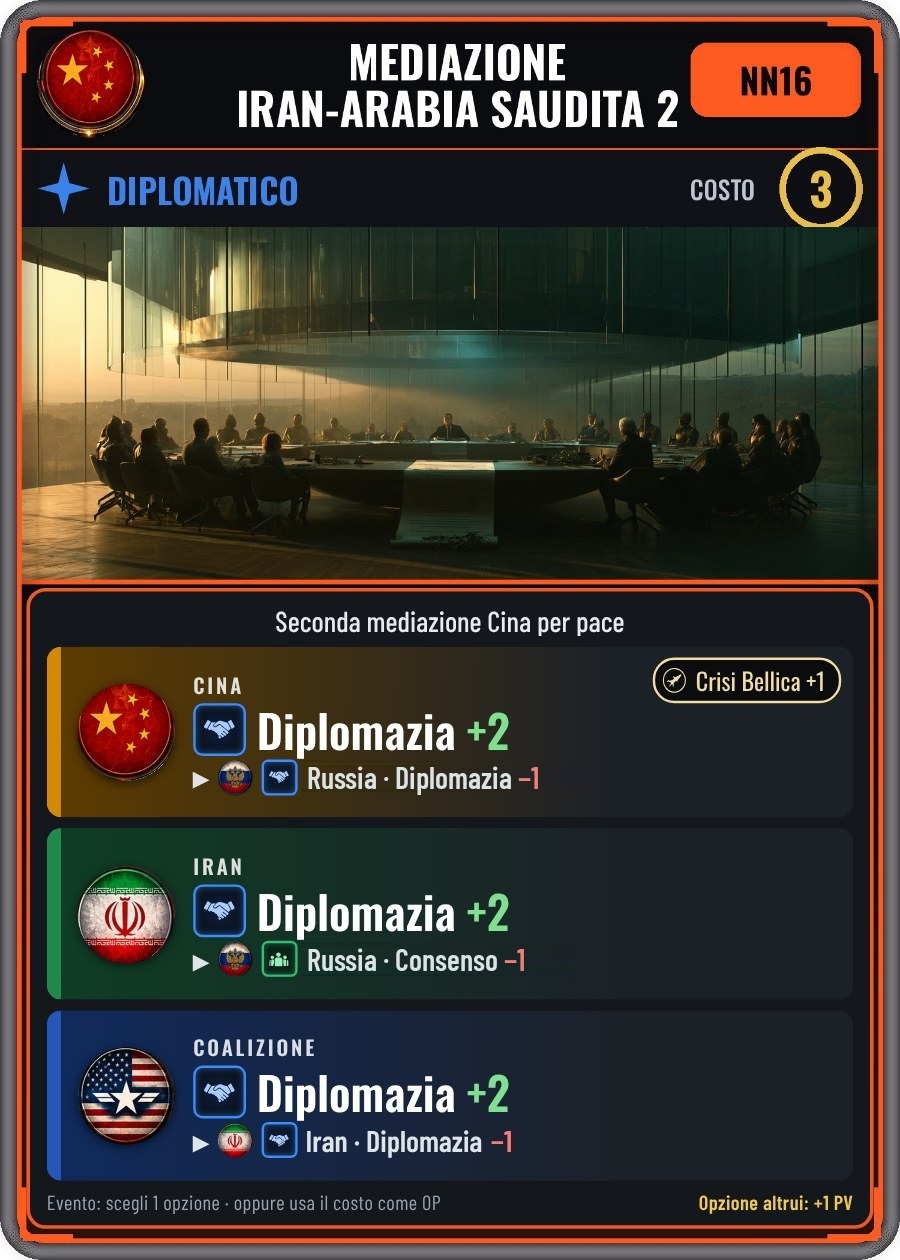 MEDIAZIONE
IRAN-ARABIA SAUDITA 2
NN16
DIPLOMATICO
COSTO
3
Seconda mediazione Cina per pace
CINA
Crisi Bellica +1
Diplomazia +2
▶ Russia · Diplomazia −1
IRAN
Diplomazia +2
▶ Russia · Consenso −1
COALIZIONE
Diplomazia +2
▶ Iran · Diplomazia −1
Evento: scegli 1 opzione · oppure usa il costo come OP
Opzione altrui: +1 PV